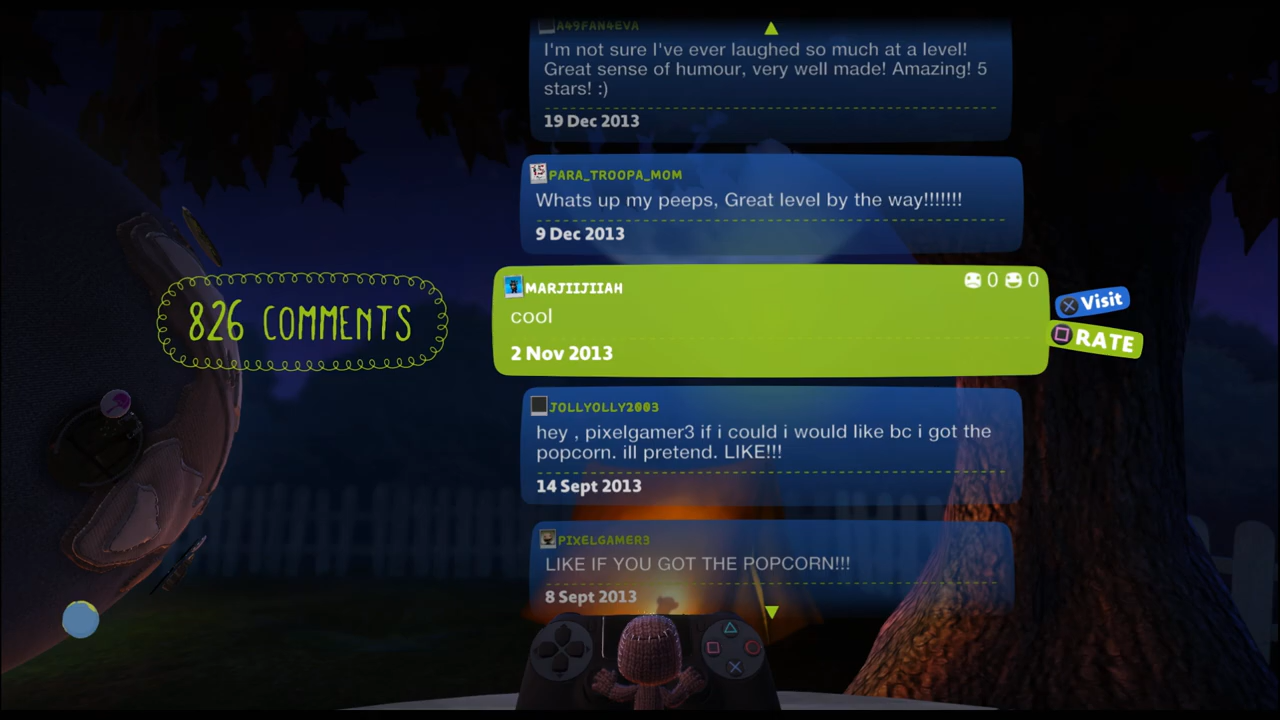 A49FAN4EVA
I'm not sure I've ever laughed so much at a level!
Great sense of humour, very well made! Amazing! 5
stars! :)
19 Dec 2013
PARA_TROOPA_MOM
Whats up my peeps, Great level by the way!!!!!!!
9 Dec 2013
826 COMMENTS
MARJIIJIIAH
0 0
cool
2 Nov 2013
Visit
RATE
JOLLYOLLY2003
hey , pixelgamer3 if i could i would like bc i got the
popcorn. ill pretend. LIKE!!!
14 Sept 2013
PIXELGAMER3
LIKE IF YOU GOT THE POPCORN!!!
8 Sept 2013